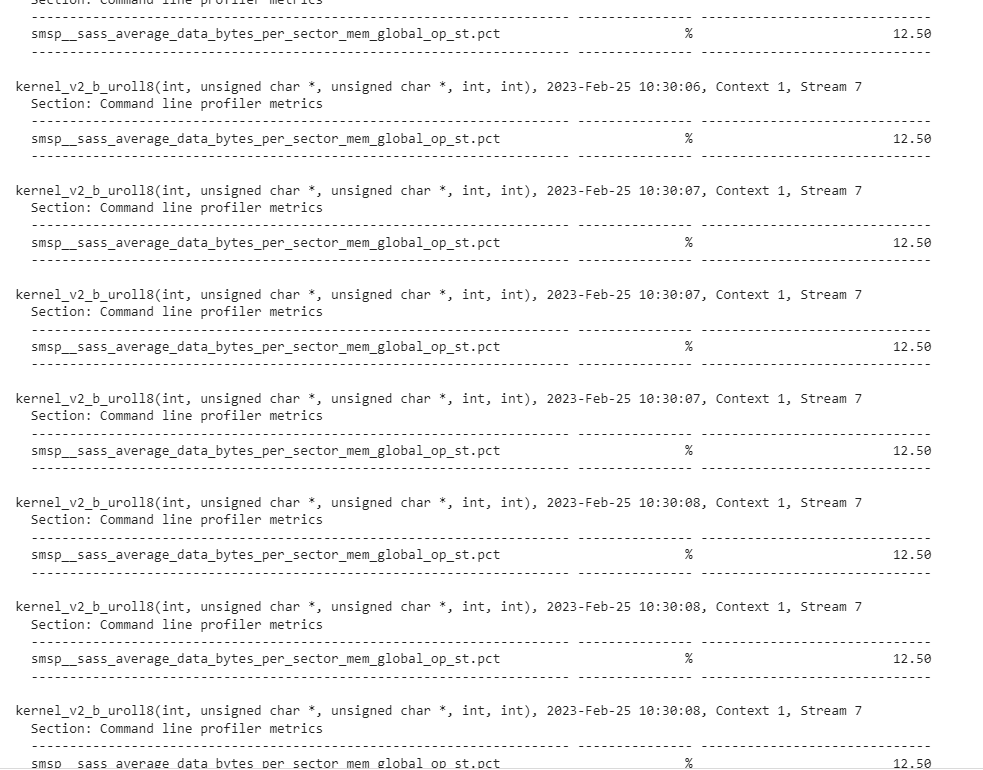 Section: Command line profiler metrics
---------------------------------------------------------------------- --------------- ------------------------------
smsp__sass_average_data_bytes_per_sector_mem_global_op_st.pct % 12.50
---------------------------------------------------------------------- --------------- ------------------------------
kernel_v2_b_uroll8(int, unsigned char *, unsigned char *, int, int), 2023-Feb-25 10:30:06, Context 1, Stream 7
Section: Command line profiler metrics
---------------------------------------------------------------------- --------------- ------------------------------
smsp__sass_average_data_bytes_per_sector_mem_global_op_st.pct % 12.50
---------------------------------------------------------------------- --------------- ------------------------------
kernel_v2_b_uroll8(int, unsigned char *, unsigned char *, int, int), 2023-Feb-25 10:30:07, Context 1, Stream 7
Section: Command line profiler metrics
---------------------------------------------------------------------- --------------- ------------------------------
smsp__sass_average_data_bytes_per_sector_mem_global_op_st.pct % 12.50
---------------------------------------------------------------------- --------------- ------------------------------
kernel_v2_b_uroll8(int, unsigned char *, unsigned char *, int, int), 2023-Feb-25 10:30:07, Context 1, Stream 7
Section: Command line profiler metrics
---------------------------------------------------------------------- --------------- ------------------------------
smsp__sass_average_data_bytes_per_sector_mem_global_op_st.pct % 12.50
---------------------------------------------------------------------- --------------- ------------------------------
kernel_v2_b_uroll8(int, unsigned char *, unsigned char *, int, int), 2023-Feb-25 10:30:07, Context 1, Stream 7
Section: Command line profiler metrics
---------------------------------------------------------------------- --------------- ------------------------------
smsp__sass_average_data_bytes_per_sector_mem_global_op_st.pct % 12.50
---------------------------------------------------------------------- --------------- ------------------------------
kernel_v2_b_uroll8(int, unsigned char *, unsigned char *, int, int), 2023-Feb-25 10:30:08, Context 1, Stream 7
Section: Command line profiler metrics
---------------------------------------------------------------------- --------------- ------------------------------
smsp__sass_average_data_bytes_per_sector_mem_global_op_st.pct % 12.50
---------------------------------------------------------------------- --------------- ------------------------------
kernel_v2_b_uroll8(int, unsigned char *, unsigned char *, int, int), 2023-Feb-25 10:30:08, Context 1, Stream 7
Section: Command line profiler metrics
---------------------------------------------------------------------- --------------- ------------------------------
smsp__sass_average_data_bytes_per_sector_mem_global_op_st.pct % 12.50
---------------------------------------------------------------------- --------------- ------------------------------
kernel_v2_b_uroll8(int, unsigned char *, unsigned char *, int, int), 2023-Feb-25 10:30:08, Context 1, Stream 7
Section: Command line profiler metrics
---------------------------------------------------------------------- --------------- ------------------------------
smsp__sass_average_data_bytes_per_sector_mem_global_op_st.pct % 12.50